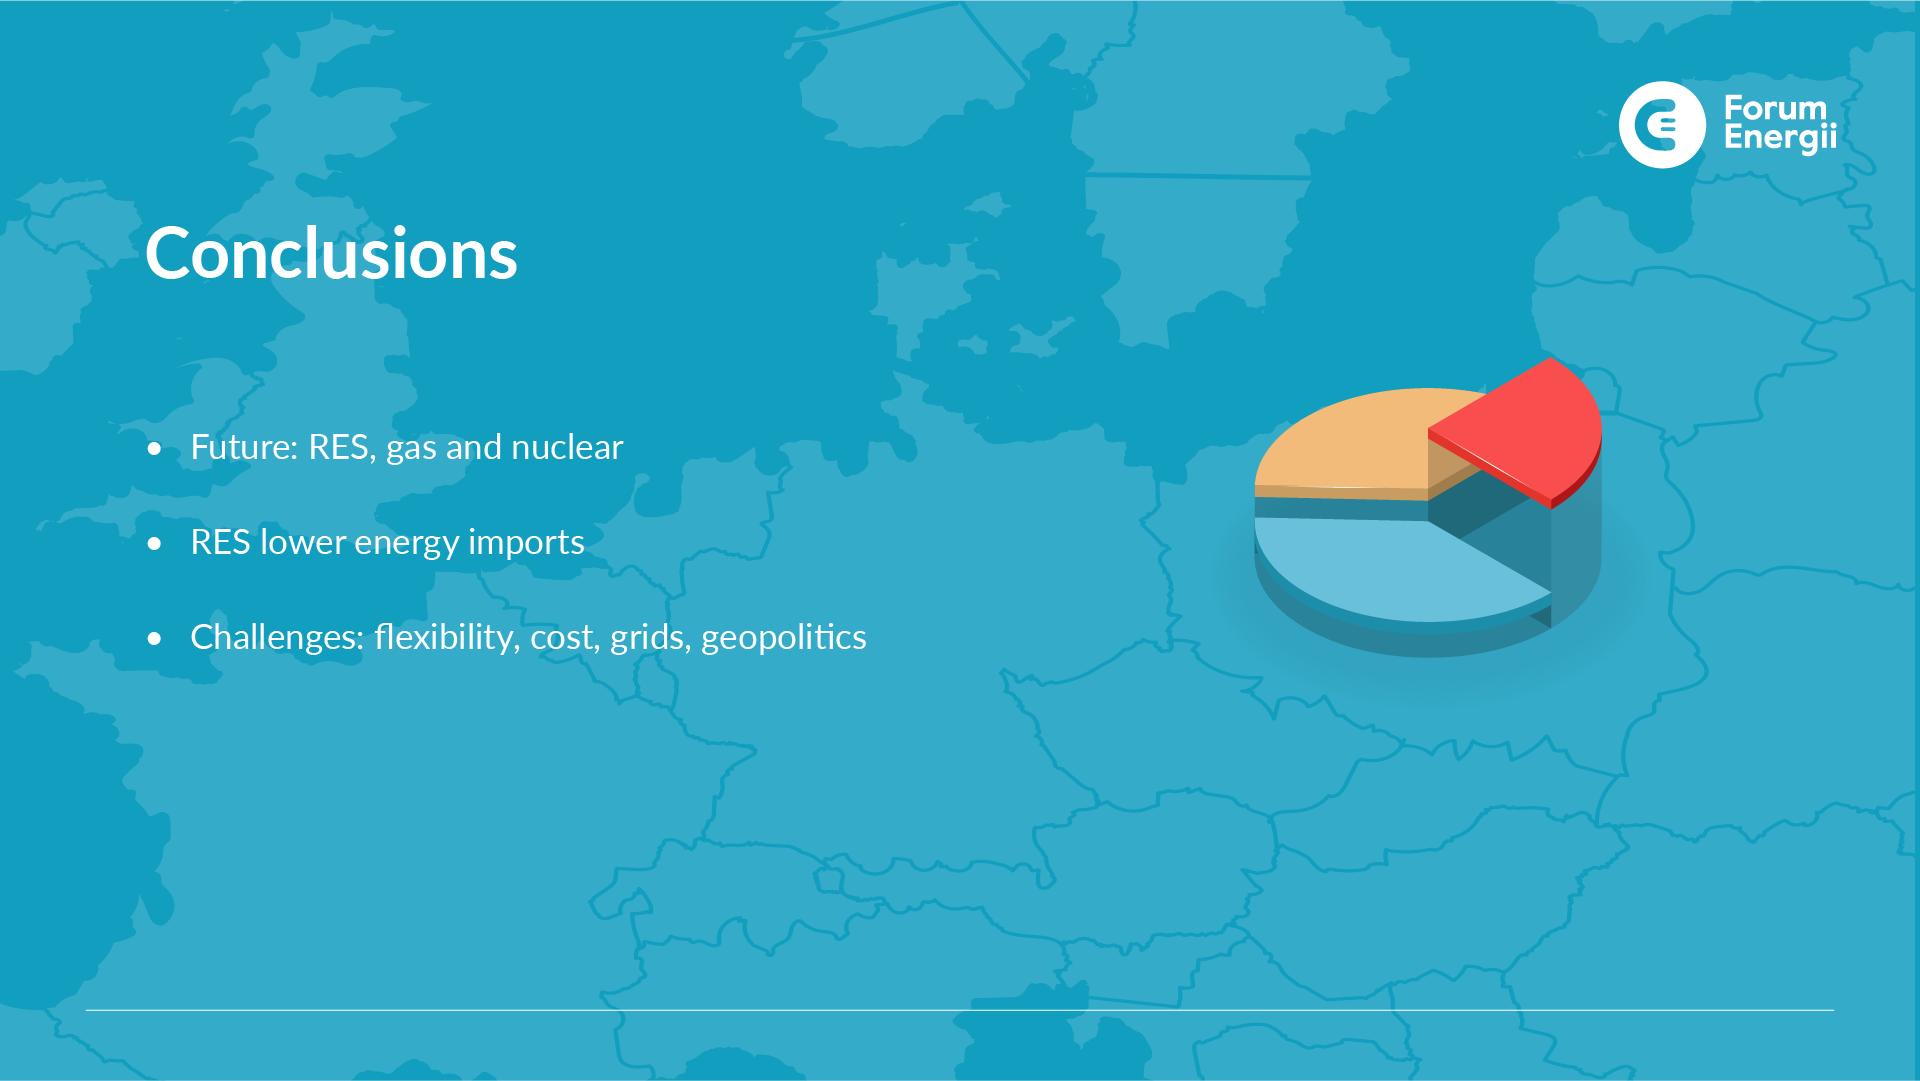 Forum
Energii
Conclusions
• Future: RES, gas and nuclear
• RES lower energy imports
• Challenges: flexibility, cost, grids, geopolitics